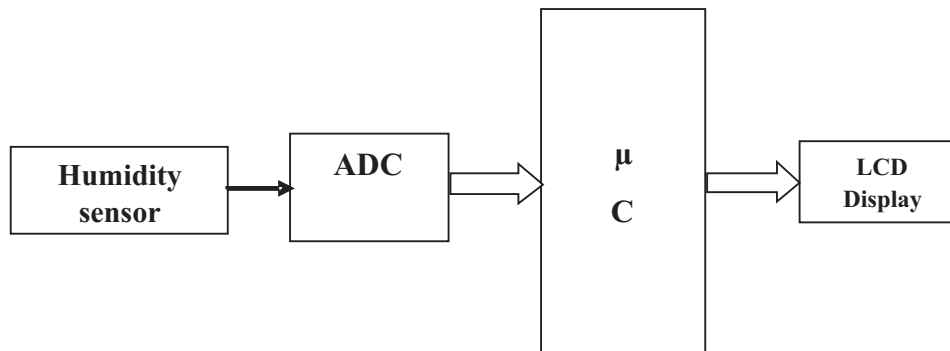 Humidity
sensor
ADC
µ
C
LCD
Display